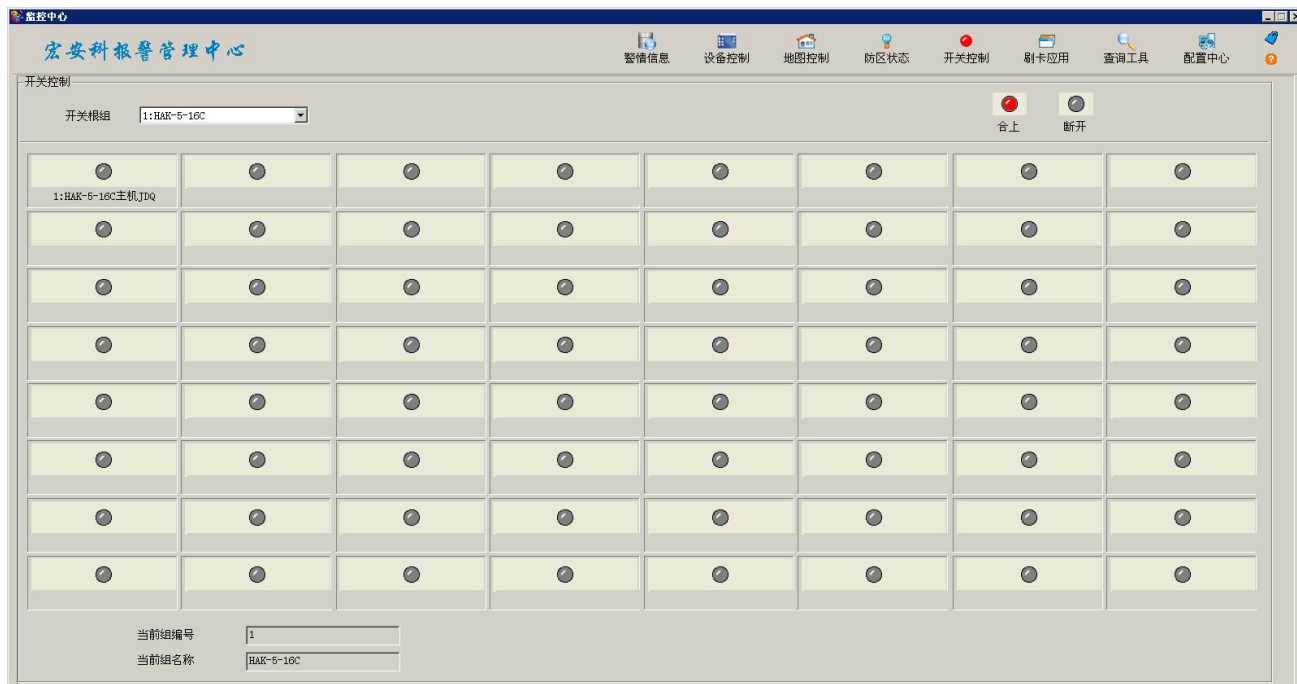 监控中心
宏安科报警管理中心
警情信息 设备控制 地图控制 防区状态 开关控制 刷卡应用 查询工具 配置中心
开关控制
开关根组 1:HAK-5-16C
合上 断开
1:HAK-5-16C主机JDQ
当前组编号 1
当前组名称 HAK-5-16C